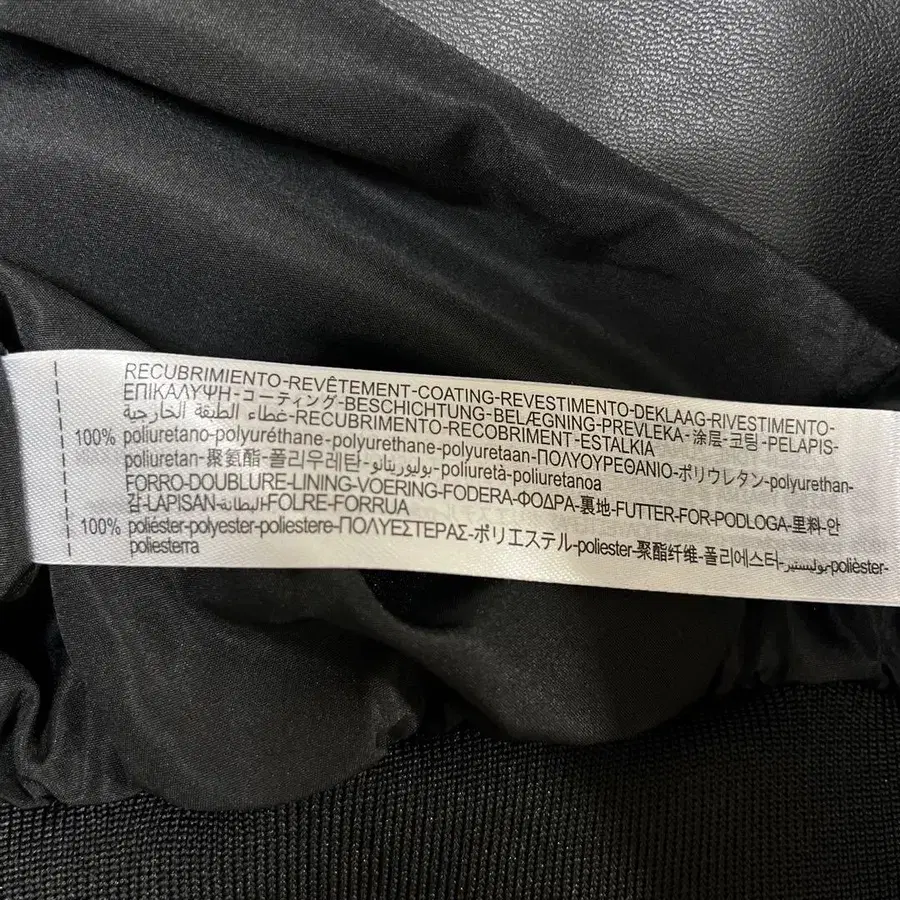 RECUBRIMIENTO-REVÊTEMENT-COATING-REVESTIMENTO-DEKLAAG-RIVESTIMENTO-
ΕΠΙΚΑΛΥΨΗ-コーティング-BESCHICHTUNG-BELÆGNING-PREVLEKA-涂层-코팅-PELAPIS-
غطاء الطبقة الخارجية-RECUBRIMENTO-RECOBRIMENT-ESTALKIA
100% poliuretano-polyuréthane-polyurethane-polyuretaan-ΠΟΛΥΟΥΡΕΘΑΝΙΟ-ポリウレタン-polyurethan-
poliuretan-聚氨酯-폴리우레탄-بوليوريثانو-poliuretà-poliuretanoa
FORRO-DOUBLURE-LINING-VOERING-FODERA-ΦΟΔΡΑ-裏地-FUTTER-FOR-PODLOGA-里料-안
감-LAPISAN-البطانة-FOLRE-FORRUA
100% poliéster-polyester-poliestere-ΠΟΛΥΕΣΤΕΡΑΣ-ポリエステル-poliester-聚酯纤维-폴리에스터-بوليستير-polièster-
poliesterra